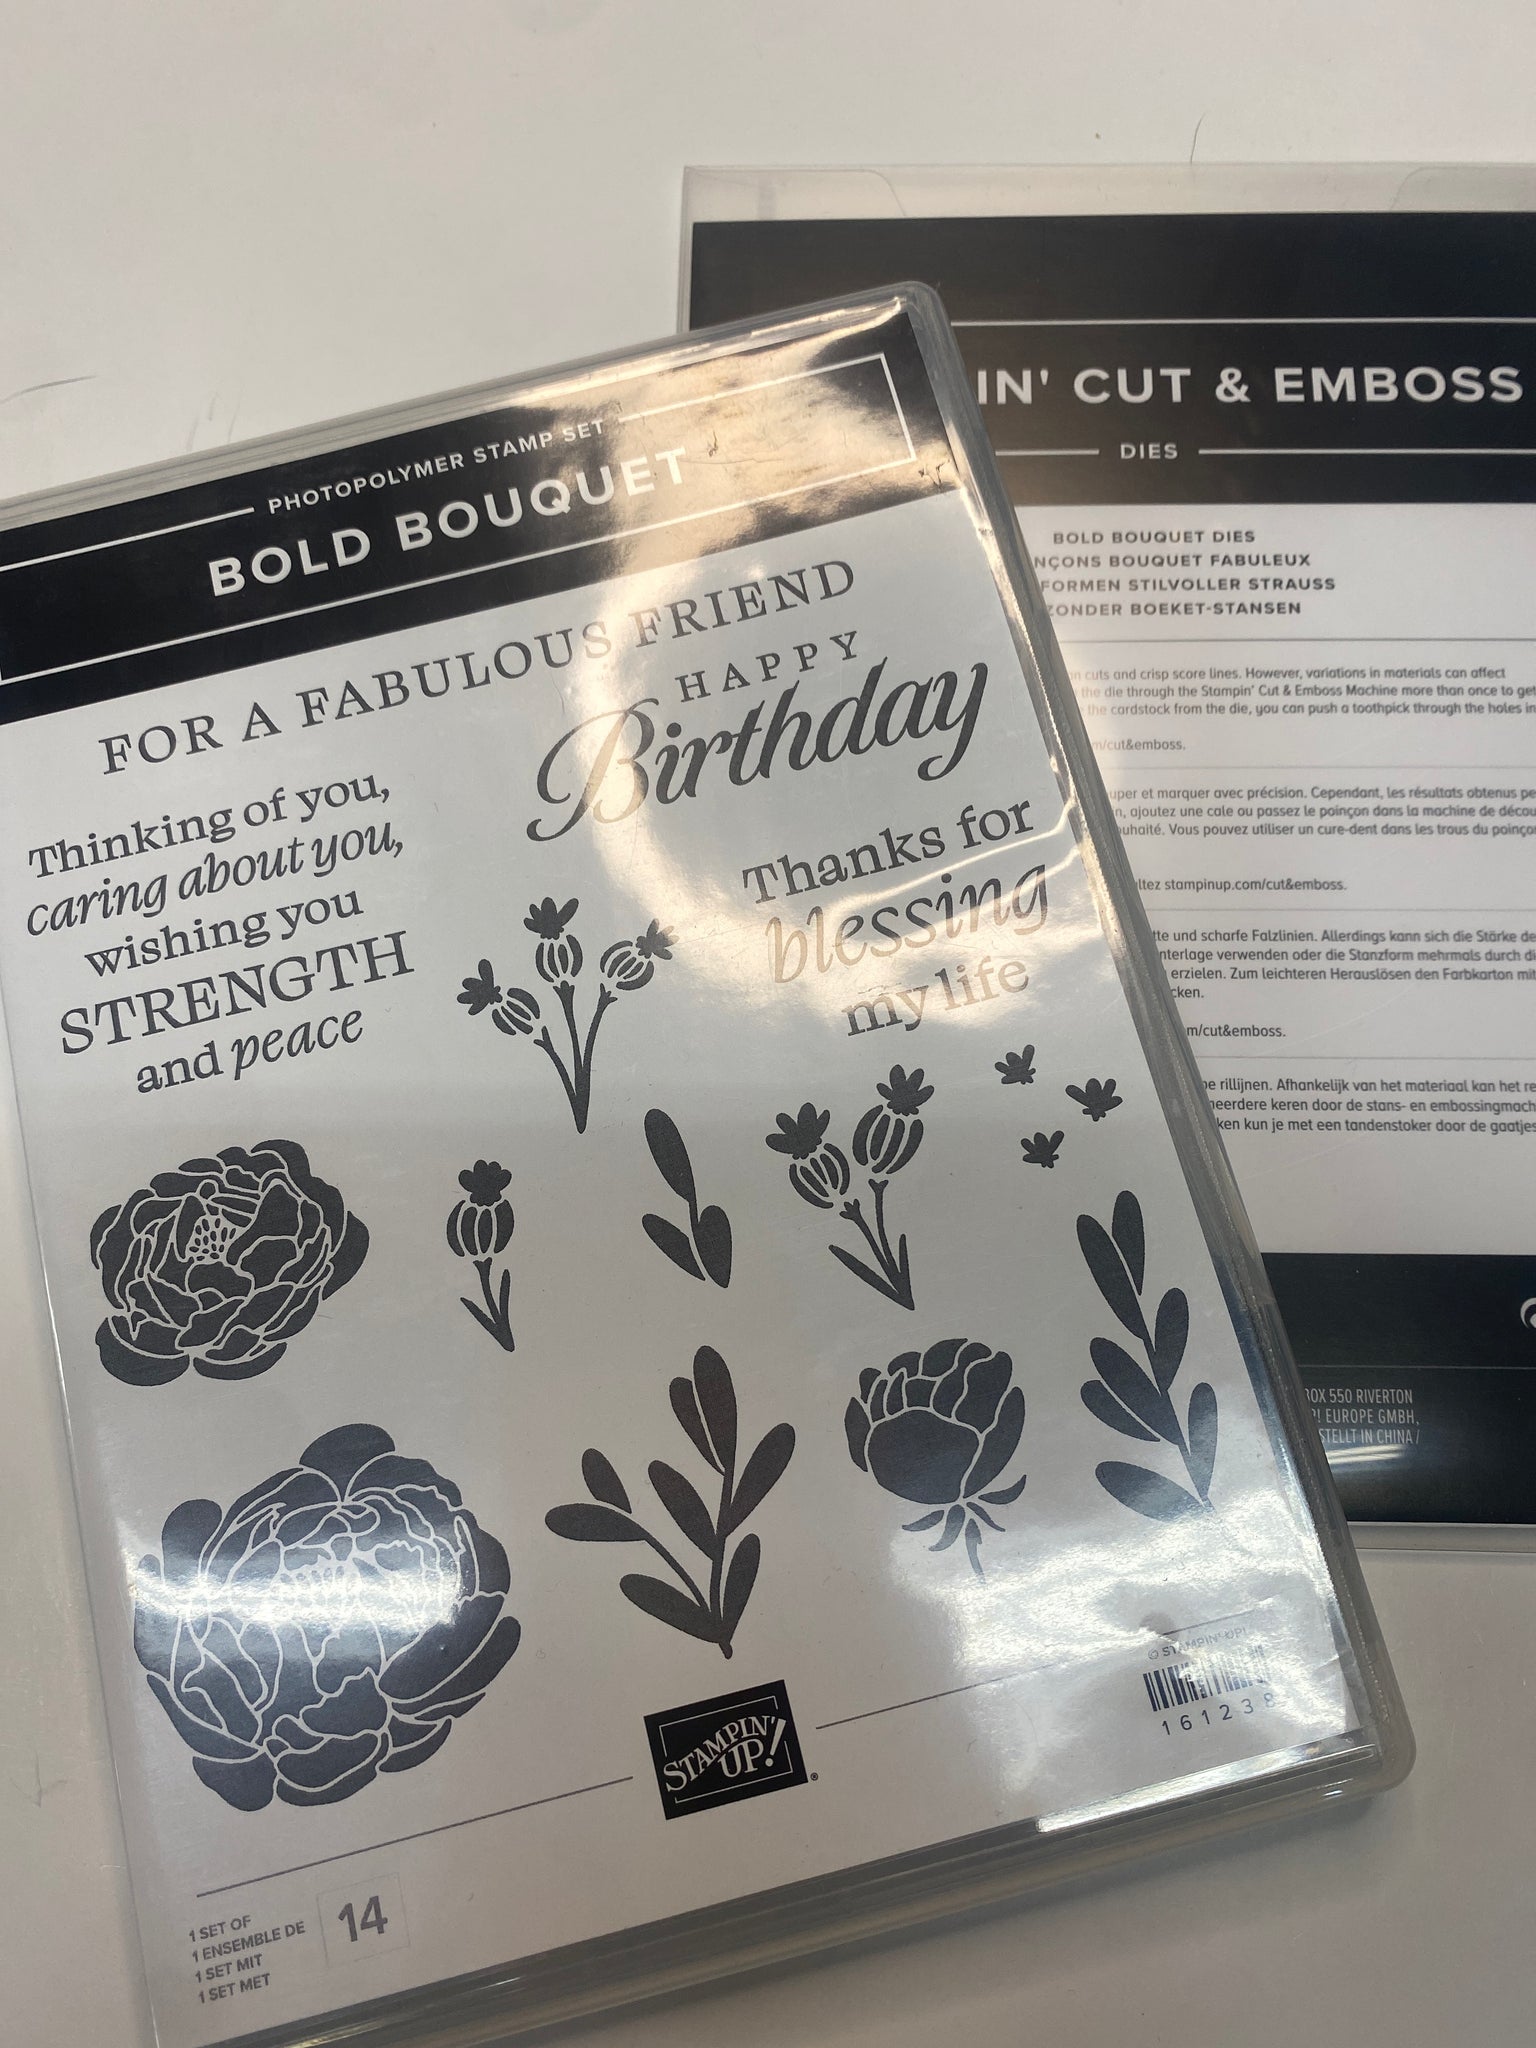 PHOTOPOLYMER STAMP SET
BOLD BOUQUET
FOR A FABULOUS FRIEND
HAPPY
Birthday
Thinking of you,
caring about you,
wishing you
STRENGTH
and peace
Thanks for
blessing
my life
© STAMPIN' UP!
161238
STAMPIN' UP!®
1 SET OF
1 ENSEMBLE DE
1 SET MIT
1 SET MET
14
IN' CUT & EMBOSS
DIES
BOLD BOUQUET DIES
NÇONS BOUQUET FABULEUX
FORMEN STILVOLLER STRAUSS
ZONDER BOEKET-STANSEN
n cuts and crisp score lines. However, variations in materials can affect
the die through the Stampin' Cut & Emboss Machine more than once to get
the cardstock from the die, you can push a toothpick through the holes in
m/cut&emboss.
uper et marquer avec précision. Cependant, les résultats obtenus pe
n, ajoutez une cale ou passez le poinçon dans la machine de décou
ouhaité. Vous pouvez utiliser un cure-dent dans les trous du poinço
ltez stampinup.com/cut&emboss.
tte und scharfe Falzlinien. Allerdings kann sich die Stärke de
nterlage verwenden oder die Stanzform mehrmals durch di
erzielen. Zum leichteren Herauslösen den Farbkarton mit
cken.
m/cut&emboss.
pe rillijnen. Afhankelijk van het materiaal kan het re
meerdere keren door de stans- en embossingmach
ken kun je met een tandenstoker door de gaatjes
BOX 550 RIVERTON
P! EUROPE GMBH,
STELLT IN CHINA /